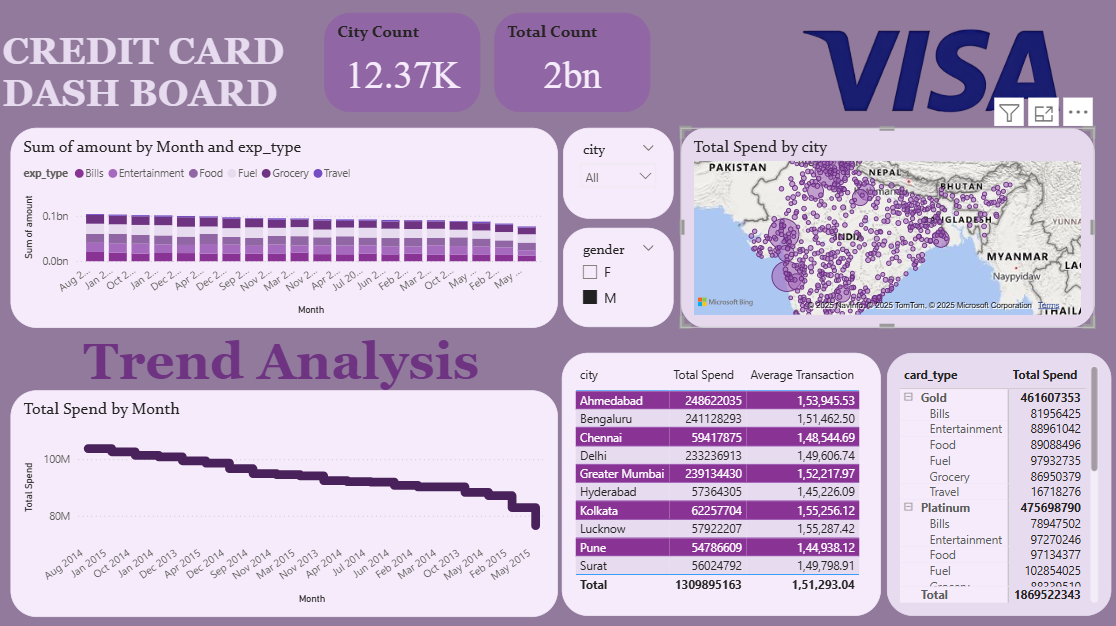 CREDIT CARD
DASH BOARD
City Count
12.37K
Total Count
2bn
VISA
Sum of amount by Month and exp_type
exp_type Bills Entertainment Food Fuel Grocery Travel
Sum of amount
0.1bn
0.00bn
Aug 2... Jan 2... Oct 2... Jan 2... Dec 2... Apr 2... Dec 2... Sep 2... Nov 2... Mar 2... Nov 2... Apr 2... Jul 20... Jun 2... Feb 2... Mar 2... Oct 2... May ... Feb 2... May ...
Month
city
All
gender
F
M
Total Spend by city
PAKISTAN
NEPAL
BHUTAN
INDIA
MYANMAR
Naypyidaw
Microsoft Bing
© 2025 TomTom, © 2025 Microsoft Corporation Terms
Trend Analysis
Total Spend by Month
Total Spend
100M
80M
Aug 2014 Jan 2015 Oct 2014 Jan 2014 Dec 2013 Apr 2015 Dec 2014 Sep 2014 Nov 2014 Mar 2015 Nov 2013 Apr 2014 Jul 2014 Jun 2014 Feb 2014 Mar 2014 Oct 2013 May 2014 Feb 2015 May 2015
Month
city Total Spend Average Transaction
Ahmedabad 248622035 1,53,945.53
Bengaluru 241128293 1,51,462.50
Chennai 59417875 1,48,544.69
Delhi 233236913 1,49,606.74
Greater Mumbai 239134430 1,52,217.97
Hyderabad 57364305 1,45,226.09
Kolkata 62257704 1,55,256.12
Lucknow 57922207 1,55,287.42
Pune 54786609 1,44,938.12
Surat 56024792 1,49,798.91
Total 1309895163 1,51,293.04
card_type Total Spend
Gold 461607353
Bills 81956425
Entertainment 88961042
Food 89088496
Fuel 97932735
Grocery 86950379
Travel 16718276
Platinum 475698790
Bills 78947502
Entertainment 97270246
Food 97134377
Fuel 102854025
Total 1869522343